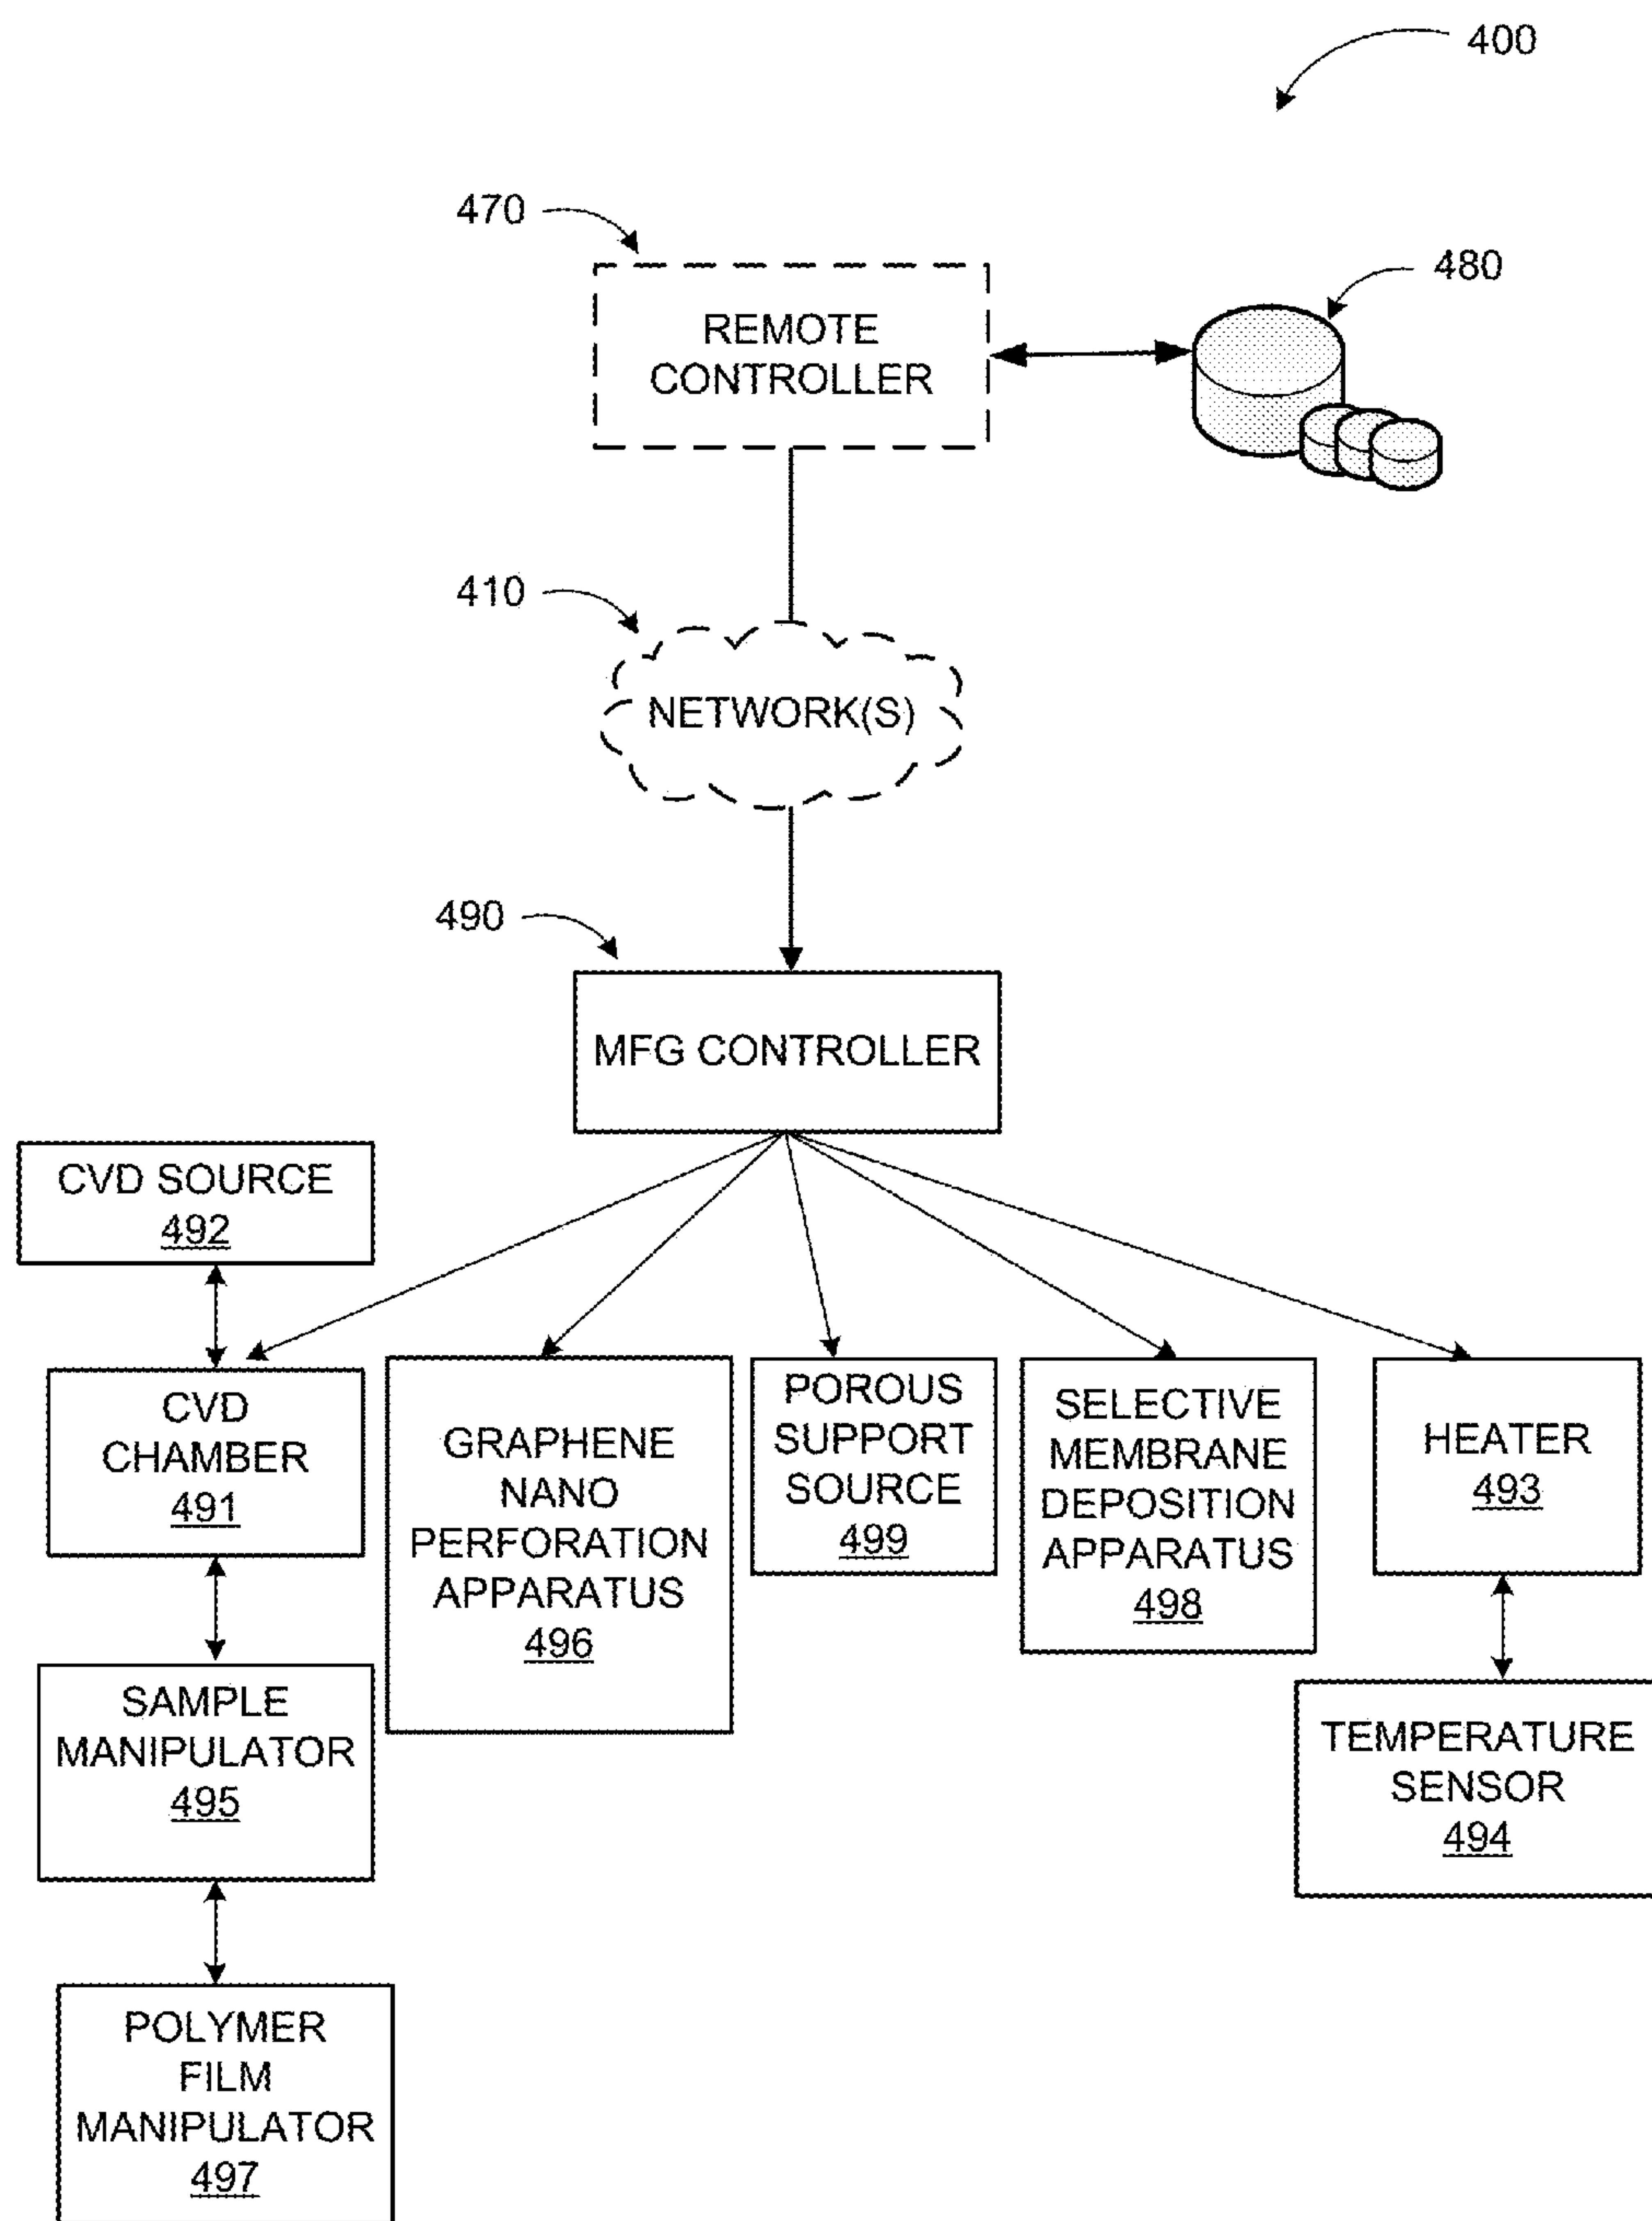 400
470
REMOTE
CONTROLLER
480
410
NETWORK(S)
490
MFG CONTROLLER
CVD SOURCE
492
CVD
CHAMBER
491
GRAPHENE
NANO
PERFORATION
APPARATUS
496
POROUS
SUPPORT
SOURCE
499
SELECTIVE
MEMBRANE
DEPOSITION
APPARATUS
498
HEATER
493
SAMPLE
MANIPULATOR
495
TEMPERATURE
SENSOR
494
POLYMER
FILM
MANIPULATOR
497